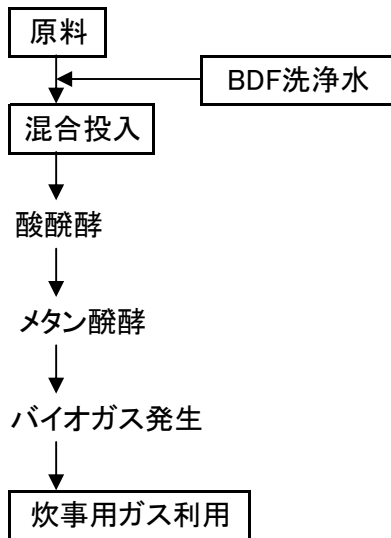 原料
BDF洗浄水
混合投入
酸醗酵
メタン醗酵
バイオガス発生
炊事用ガス利用